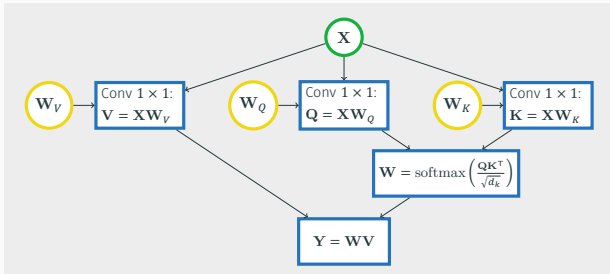 X
W_V
Conv 1 × 1:
V = XW_V
W_Q
Conv 1 × 1:
Q = XW_Q
W_K
Conv 1 × 1:
K = XW_K
W = softmax(QK^⊤/√d_k)
Y = WV